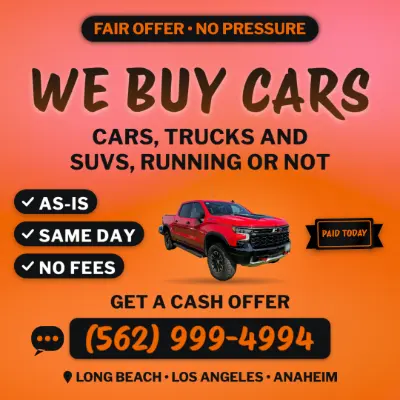 FAIR OFFER • NO PRESSURE
WE BUY CARS
CARS, TRUCKS AND
SUVS, RUNNING OR NOT
AS-IS
SAME DAY
NO FEES
PAID TODAY
GET A CASH OFFER
(562) 999-4994
LONG BEACH • LOS ANGELES • ANAHEIM